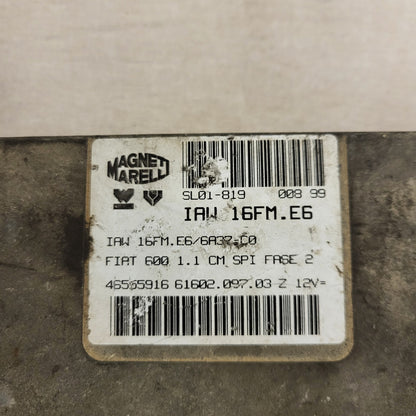 MAGNETI
MARELLI
SL01-819 008 99
IAW 16FM.E6
IAW 16FM.E6/6A37-C0
FIAT 600 1.1 CM SPI FASE 2
46555916 61602.097.03 Z 12V=